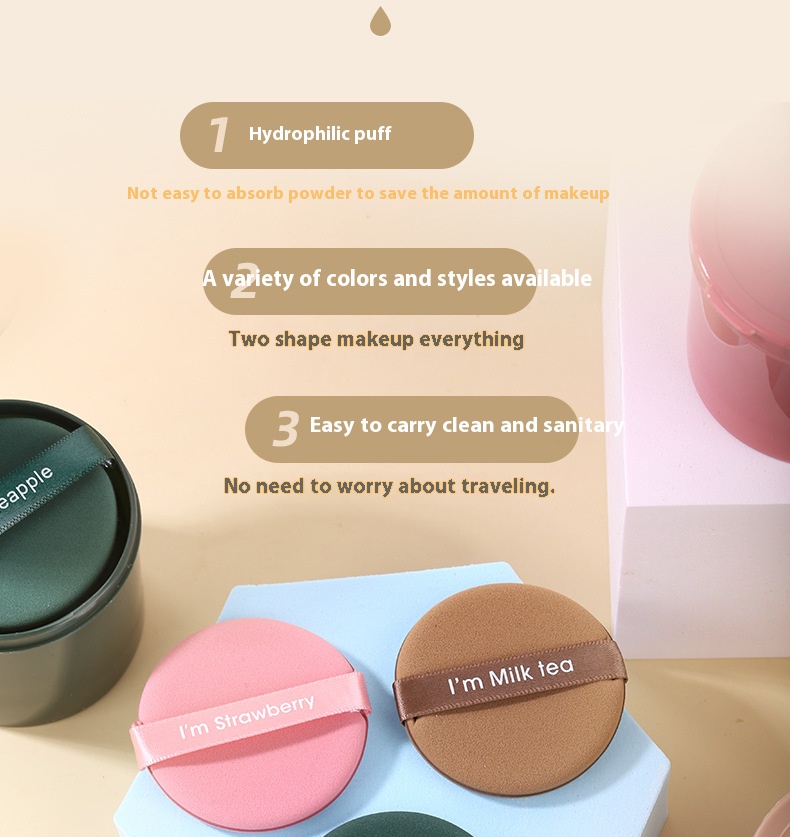 1 Hydrophilic puff
Not easy to absorb powder to save the amount of makeup
2 A variety of colors and styles available
Two shape makeup everything
3 Easy to carry clean and sanitary
No need to worry about traveling.
eapple
I'm Strawberry
I'm Milk tea